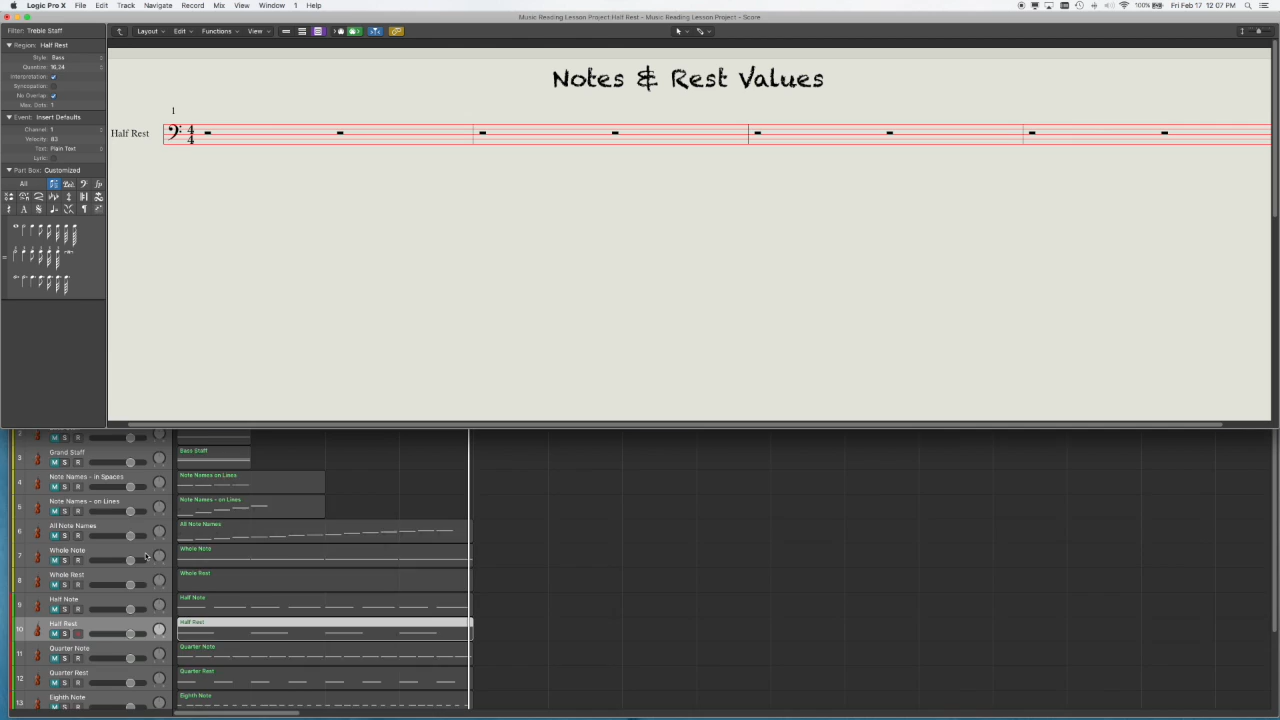 Logic Pro X File Edit Track Navigate Record Mix View Window 1 Help 100% Fri Feb 17 12:07 PM
Music Reading Lesson Project:Half Rest - Music Reading Lesson Project - Score
Filter: Treble Staff
Layout Edit Functions View
Region: Half Rest
Style: Bass
Quantize: 16,24
Interpretation:
Syncopation:
No Overlap:
Max. Dots: 1
Event: Insert Defaults
Channel: 1
Velocity: 83
Text: Plain Text
Lyric:
Part Box: Customized
All
Notes & Rest Values
1
Half Rest
4
4
2 M S R
3 Grand Staff M S R Bass Staff
4 Note Names - in Spaces M S R Note Names on Lines
5 Note Names - on Lines M S R Note Names - on Lines
6 All Note Names M S R All Note Names
7 Whole Note M S R Whole Note
8 Whole Rest M S R Whole Rest
9 Half Note M S R Half Note
10 Half Rest M S R Half Rest
11 Quarter Note M S R Quarter Note
12 Quarter Rest M S R Quarter Rest
13 Eighth Note M S R Eighth Note